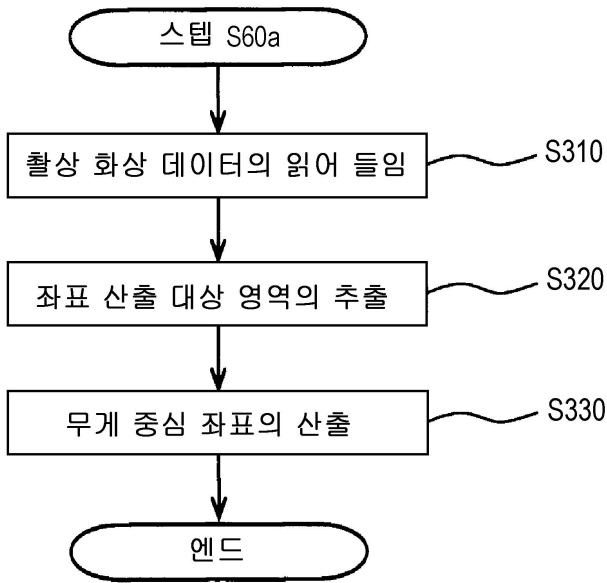 스텝 S60a
촬상 화상 데이터의 읽어 들임
S310
좌표 산출 대상 영역의 추출
S320
무게 중심 좌표의 산출
S330
엔드